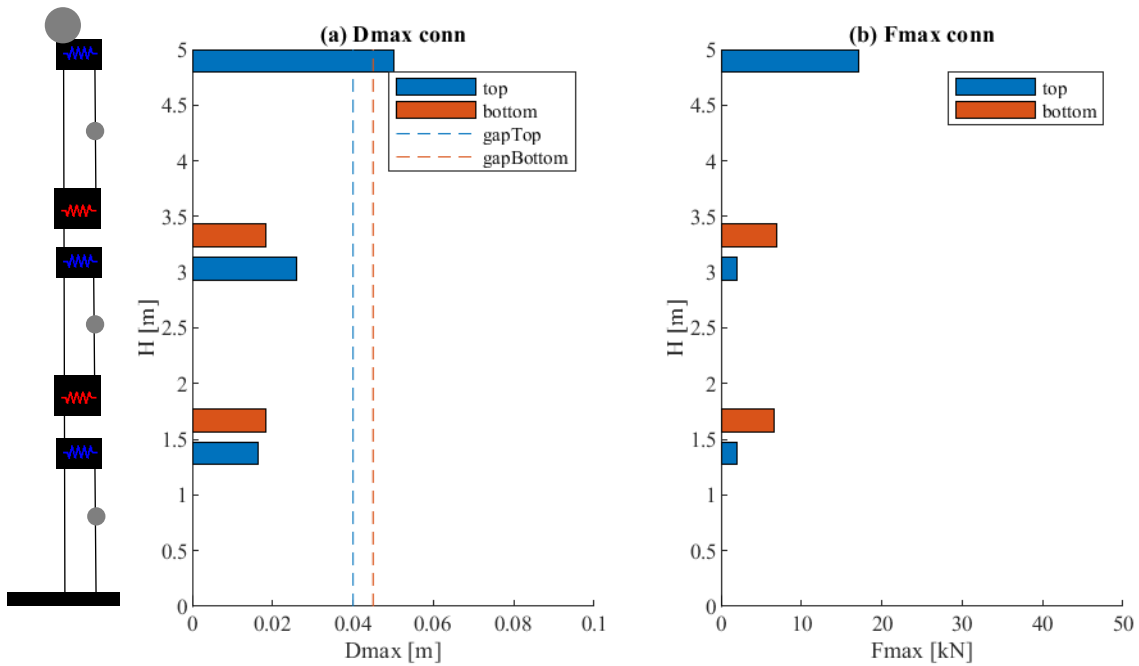 (a) Dmax conn
5
4.5
4
3.5
3
2.5
2
1.5
1
0.5
0
H [m]
top
bottom
gapTop
gapBottom
0 0.02 0.04 0.06 0.08 0.1
Dmax [m]
(b) Fmax conn
5
4.5
4
3.5
3
2.5
2
1.5
1
0.5
0
H [m]
top
bottom
0 10 20 30 40 50
Fmax [kN]